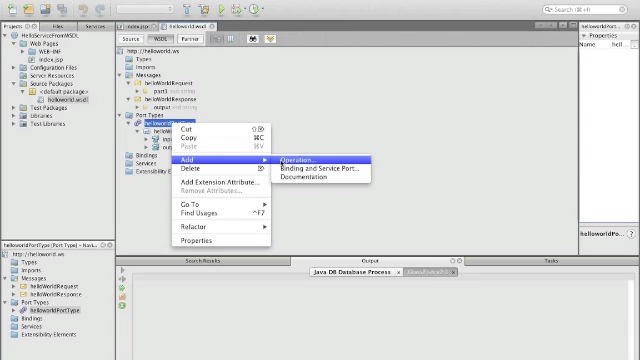 Search (⌘+I)
Projects
Files
Services
HelloServiceFromWSDL
Web Pages
WEB-INF
index.jsp
Configuration Files
Server Resources
Source Packages
<default package>
helloworld.wsdl
Test Packages
Libraries
Test Libraries
index.jsp
helloworld.wsdl
Source
WSDL
Partner
http://helloworld.ws
Types
Imports
Messages
helloWorldRequest
part1
helloWorldResponse
output
Port Types
helloworldPortType
Bindings
Services
Extensibility
Cut
Copy ⌘C
Paste ⌘V
Add
Delete
Add Extension Attribute...
Remove Attributes...
Go To
Find Usages ^F7
Refactor
Properties
Operation...
Binding and Service Port...
Documentation
Properties
Name
helloworldPortType [Port Type] - Navi...
http://helloworld.ws
Types
Imports
Messages
helloWorldRequest
helloWorldResponse
Port Types
helloworldPortType
Bindings
Services
Extensibility Elements
Search Results
Output
Tasks
Java DB Database Process